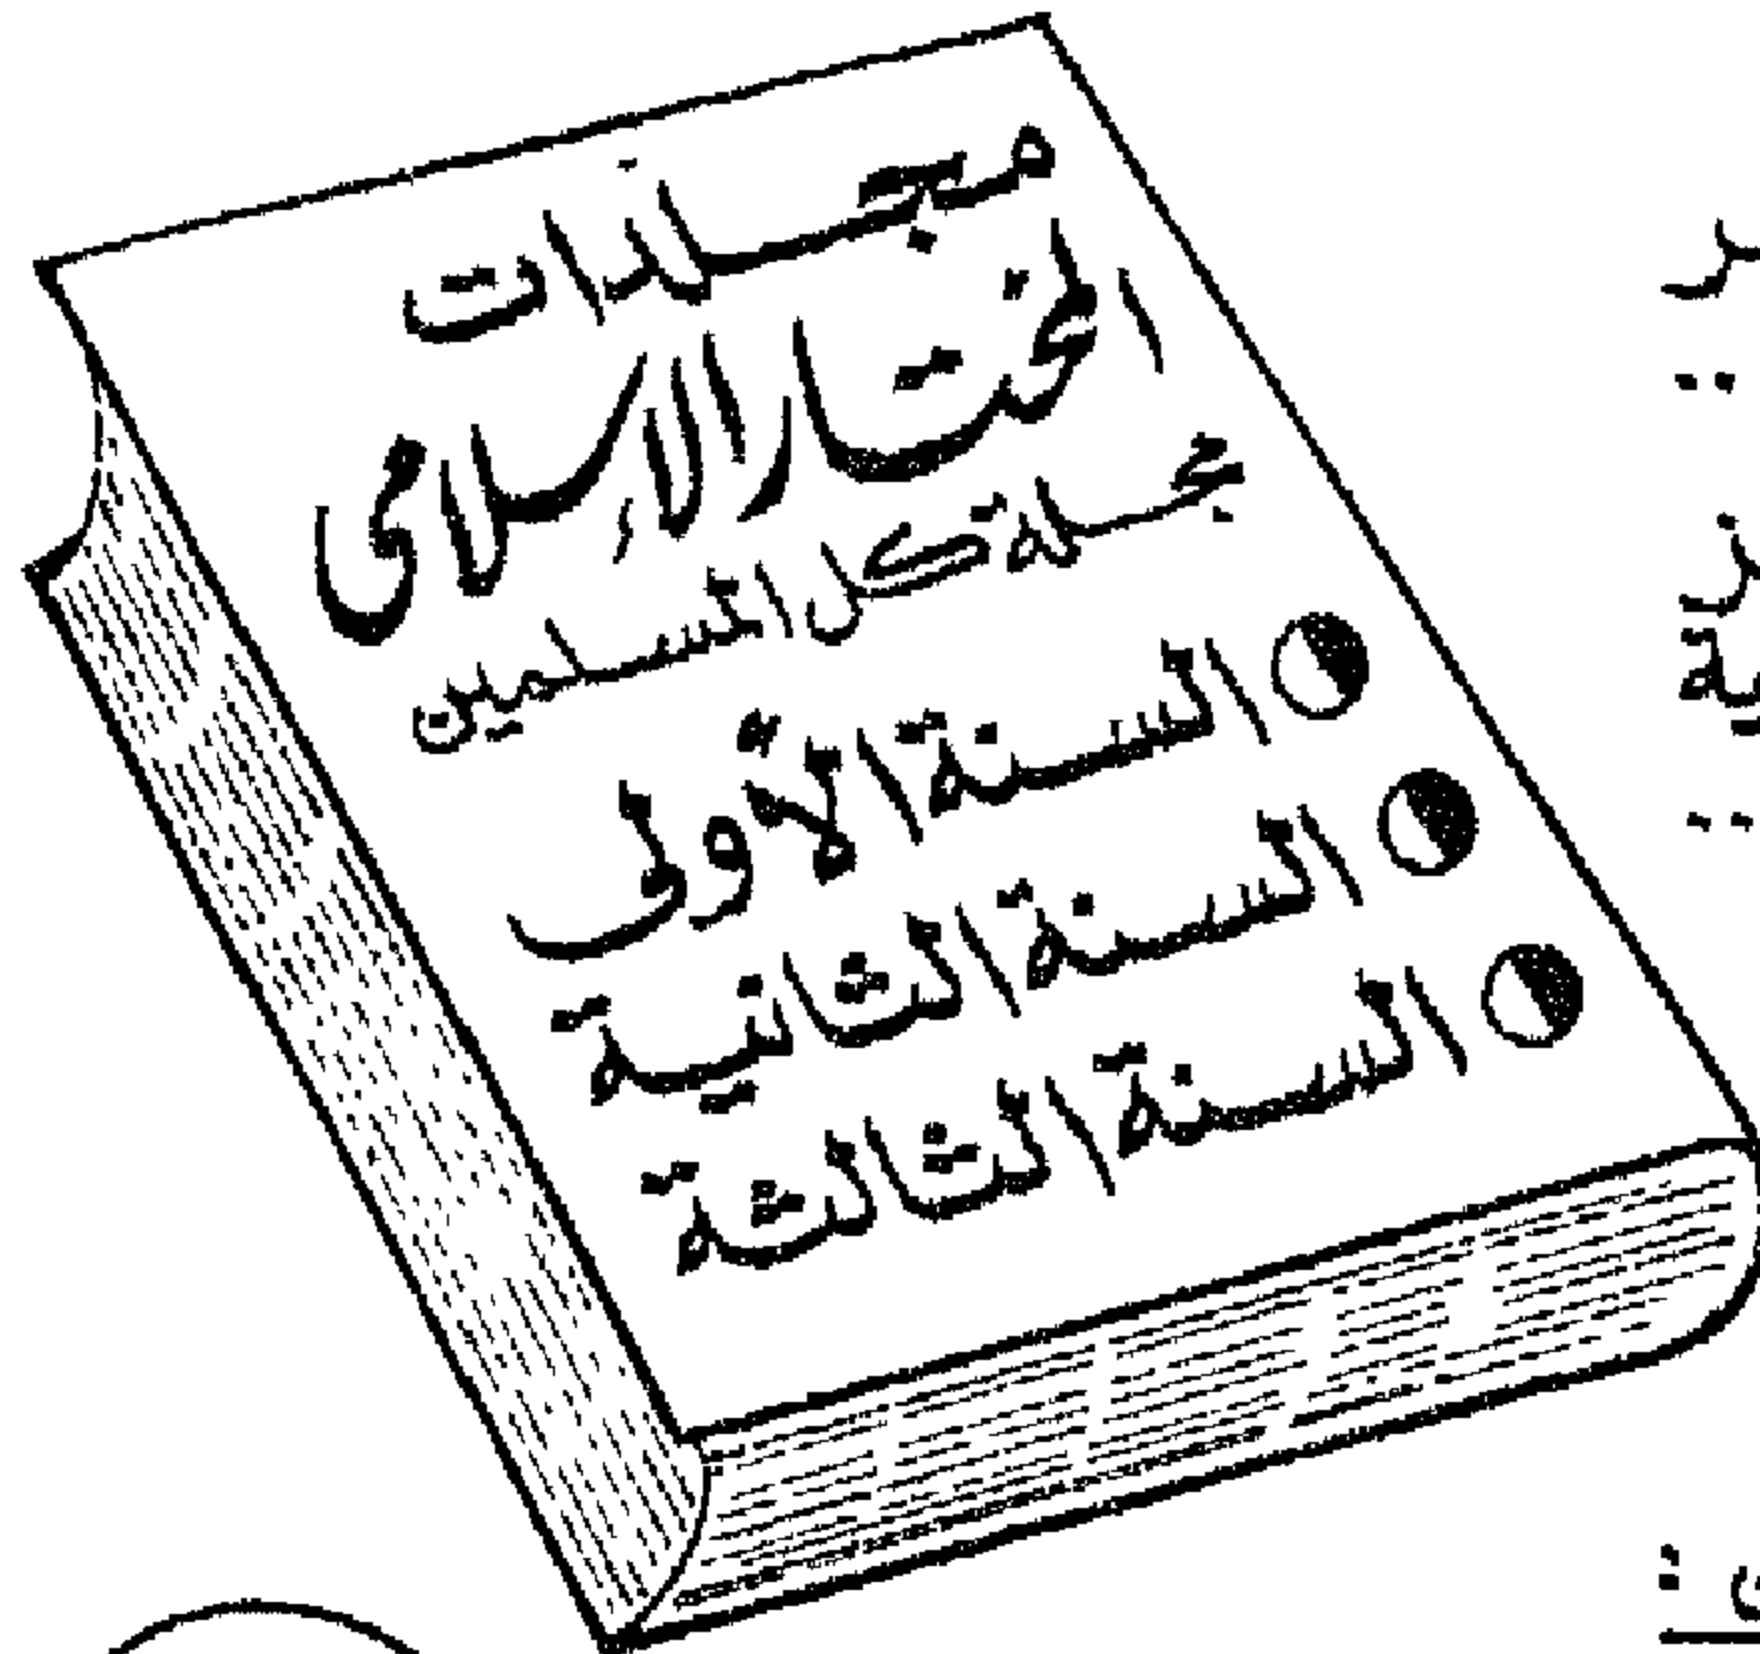 مجلدات
المختار الإسلامى
مجلة كل المسلمين
السنة الأولى
السنة الثانية
السنة الثالثة